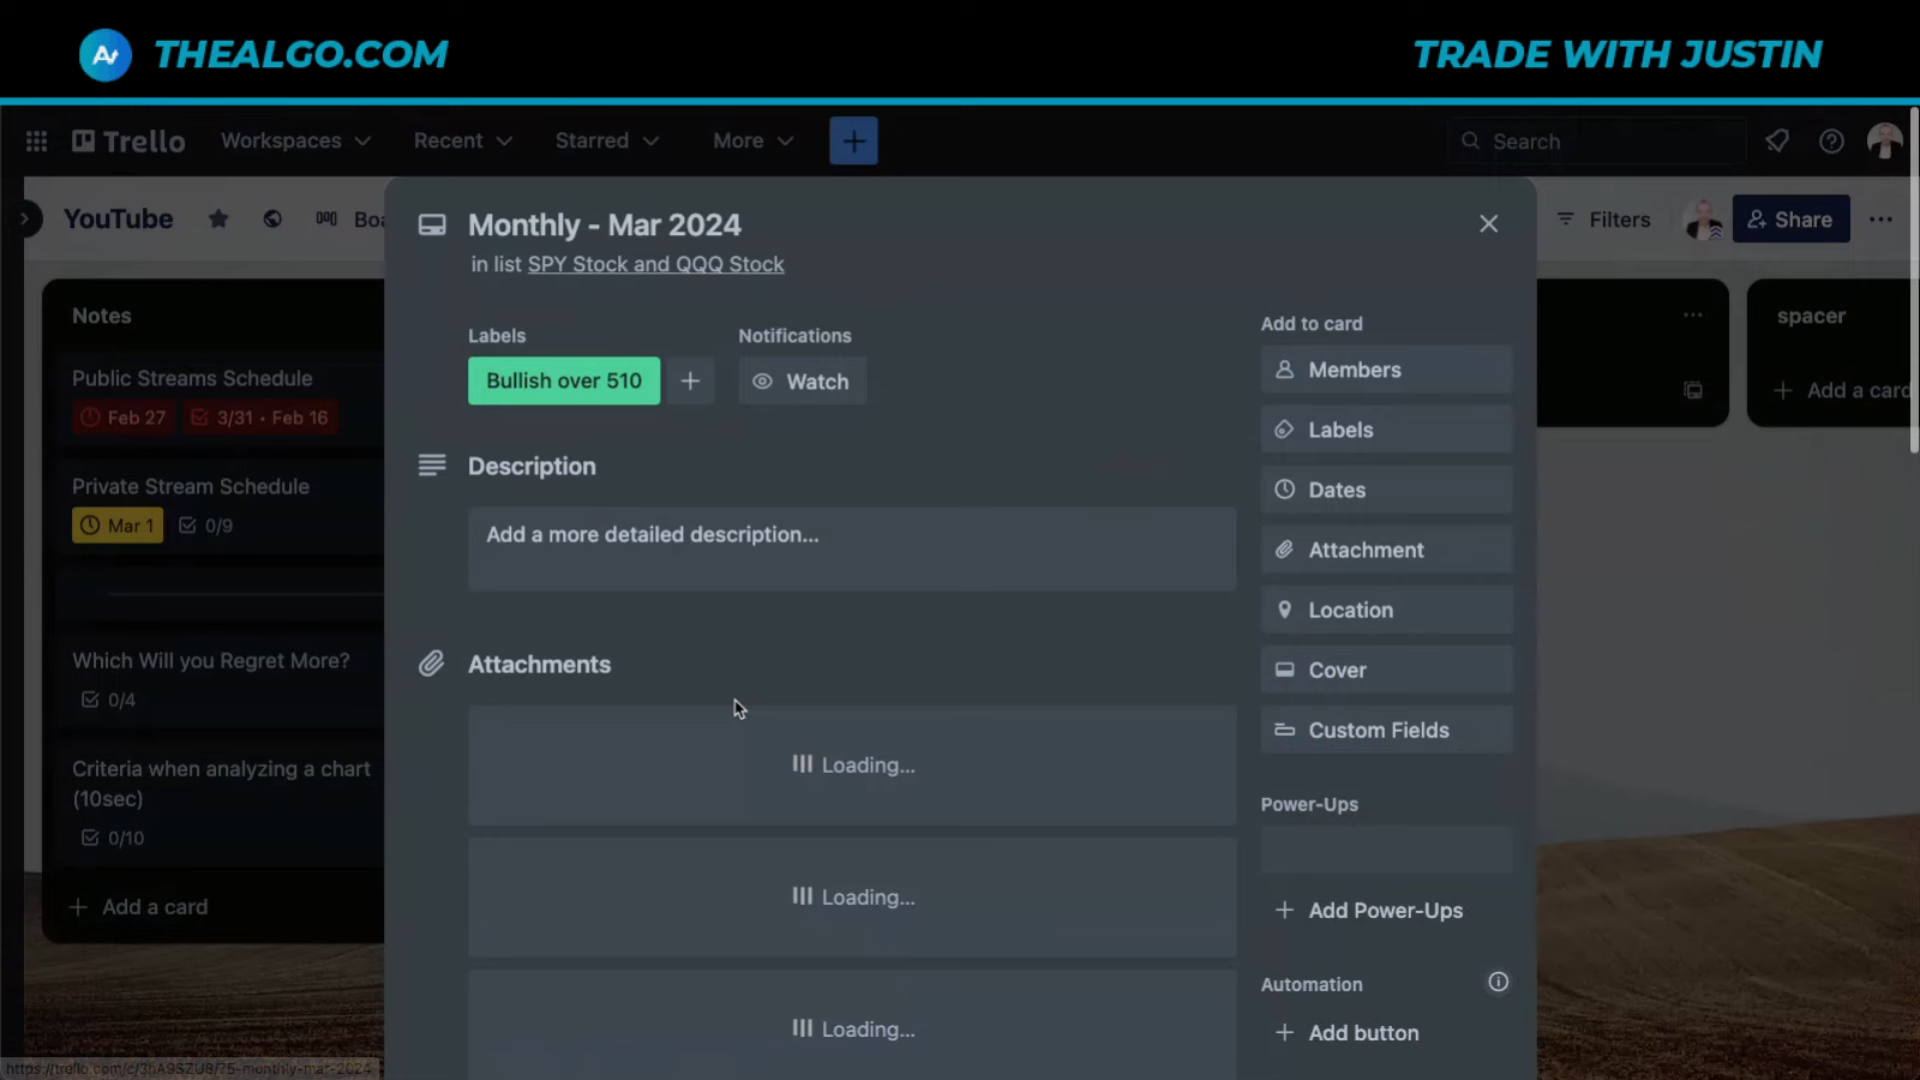 THEALGO.COM
TRADE WITH JUSTIN
Trello
Workspaces
Recent
Starred
More
Search
YouTube
Boa
Filters
Share
Monthly - Mar 2024
in list SPY Stock and QQQ Stock
Notes
Public Streams Schedule
Feb 27
3/31 • Feb 16
Private Stream Schedule
Mar 1
0/9
Which Will you Regret More?
0/4
Criteria when analyzing a chart
(10sec)
0/10
+ Add a card
Labels
Bullish over 510
Notifications
Watch
Description
Add a more detailed description...
Attachments
Loading...
Loading...
Loading...
Add to card
Members
Labels
Dates
Attachment
Location
Cover
Custom Fields
Power-Ups
+ Add Power-Ups
Automation
+ Add button
spacer
+ Add a card
https://trello.com/c/3hA9SZU8/75-monthly-mar-2024